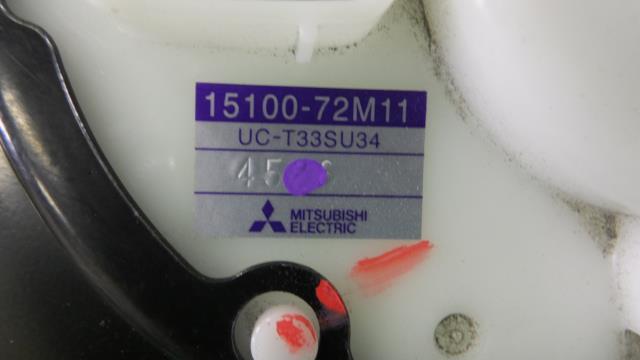 15100-72M11
UC-T33SU34
MITSUBISHI
ELECTRIC